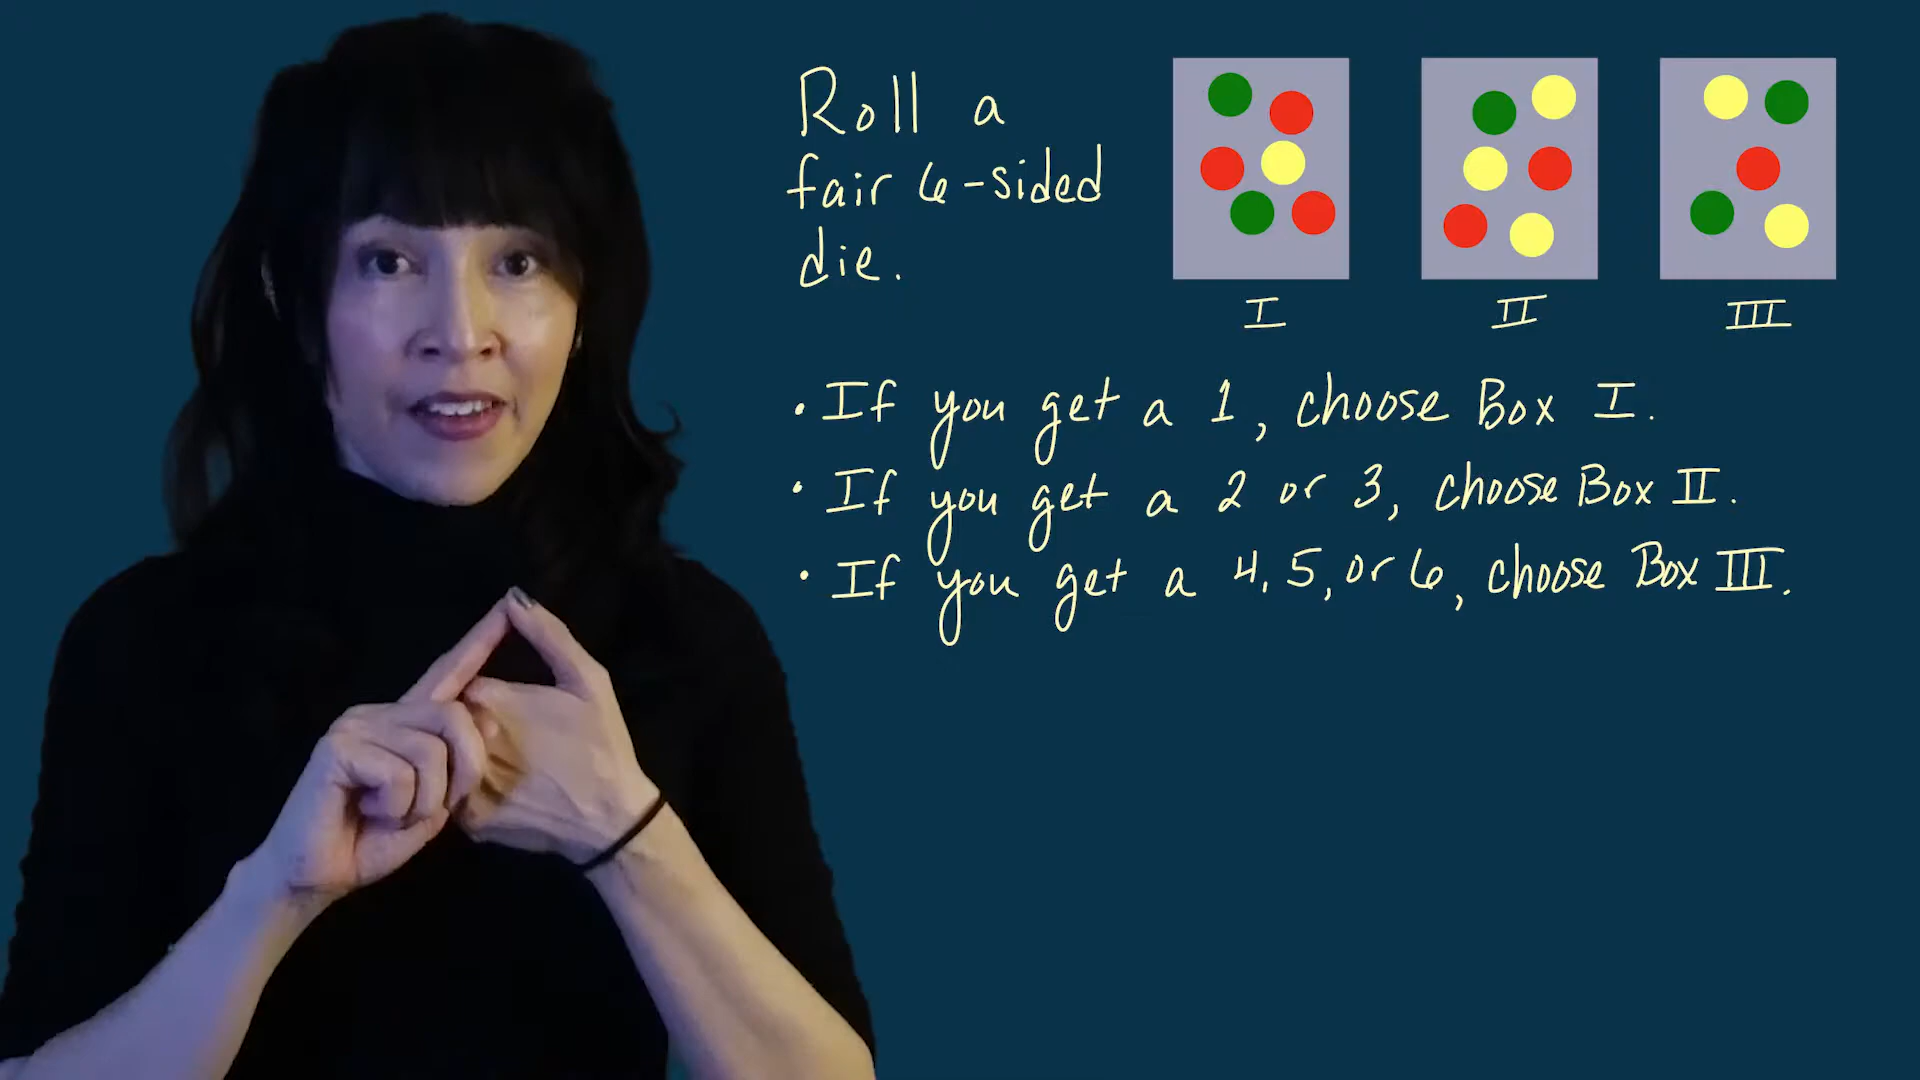 Roll a
fair 6-sided
die.
I
II
III
• If you get a 1, choose Box I.
• If you get a 2 or 3, choose Box II.
• If you get a 4, 5, or 6, choose Box III.